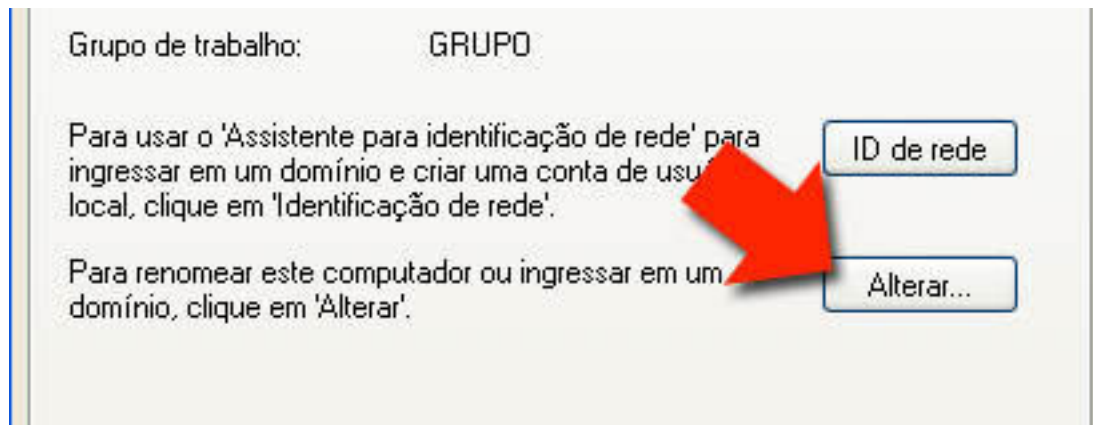 Grupo de trabalho: GRUPO
Para usar o 'Assistente para identificação de rede' para
ingressar em um domínio e criar uma conta de
local, clique em 'Identificação de rede'.
ID de rede
Para renomear este computador ou ingressar em um
domínio, clique em 'Alterar'.
Alterar...